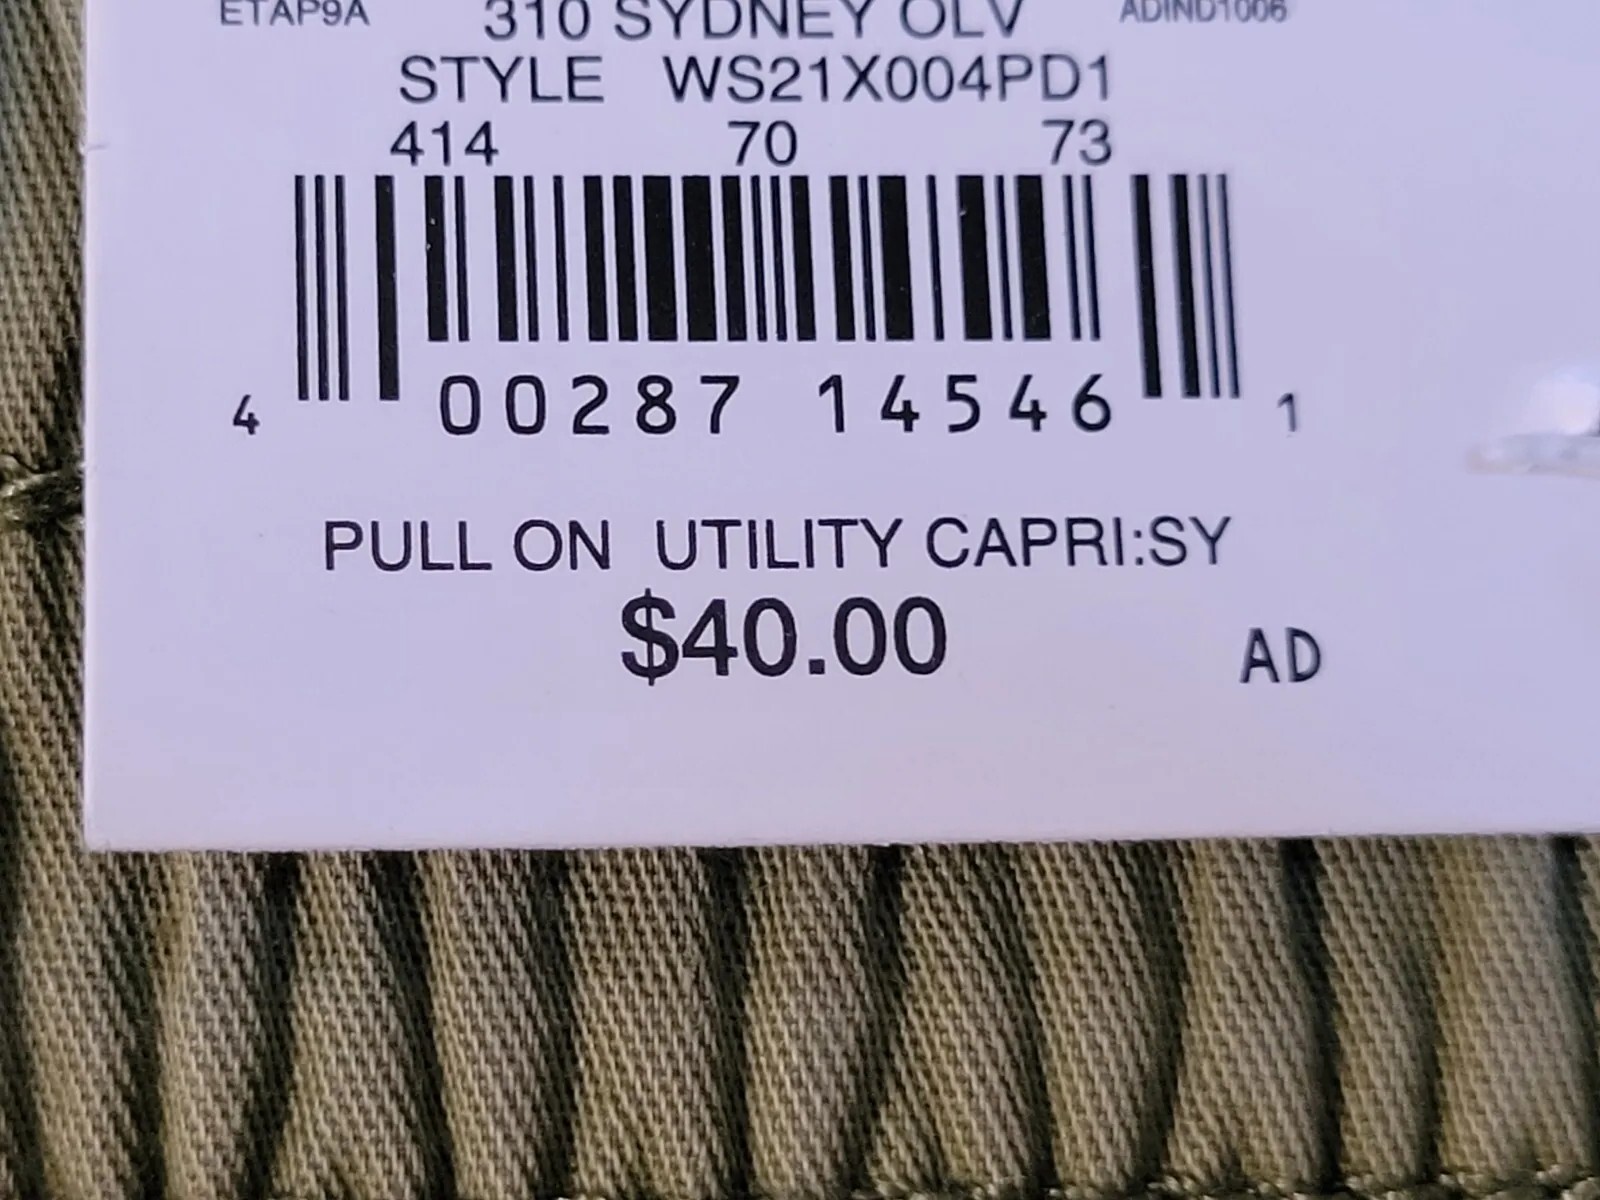 ETAP9A 310 SYDNEY OLV ADIND1006
STYLE WS21X004PD1
414 70 73
4 00287 14546 1
PULL ON UTILITY CAPRI:SY
$40.00 AD